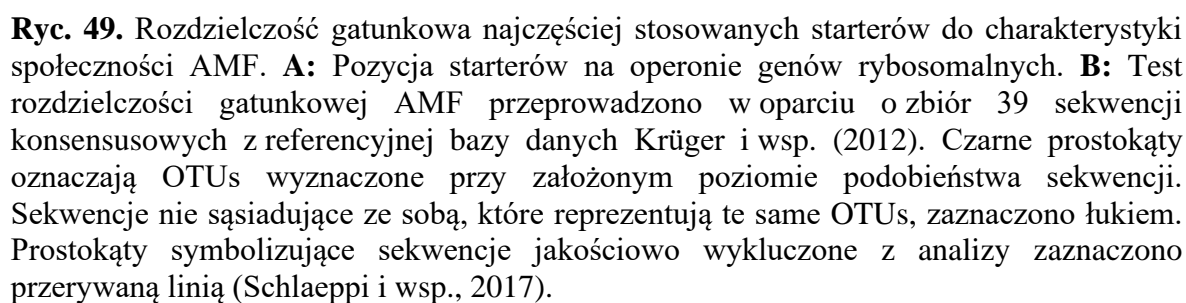 Ryc. 49. Rozdzielczość gatunkowa najczęściej stosowanych starterów do charakterystyki
społeczności AMF. A: Pozycja starterów na operonie genów rybosomalnych. B: Test
rozdzielczości gatunkowej AMF przeprowadzono w oparciu o zbiór 39 sekwencji
konsensusowych z referencyjnej bazy danych Krüger i wsp. (2012). Czarne prostokąty
oznaczają OTUs wyznaczone przy założonym poziomie podobieństwa sekwencji.
Sekwencje nie sąsiadujące ze sobą, które reprezentują te same OTUs, zaznaczono łukiem.
Prostokąty symbolizujące sekwencje jakościowo wykluczone z analizy zaznaczono
przerywaną linią (Schlaeppi i wsp., 2017).